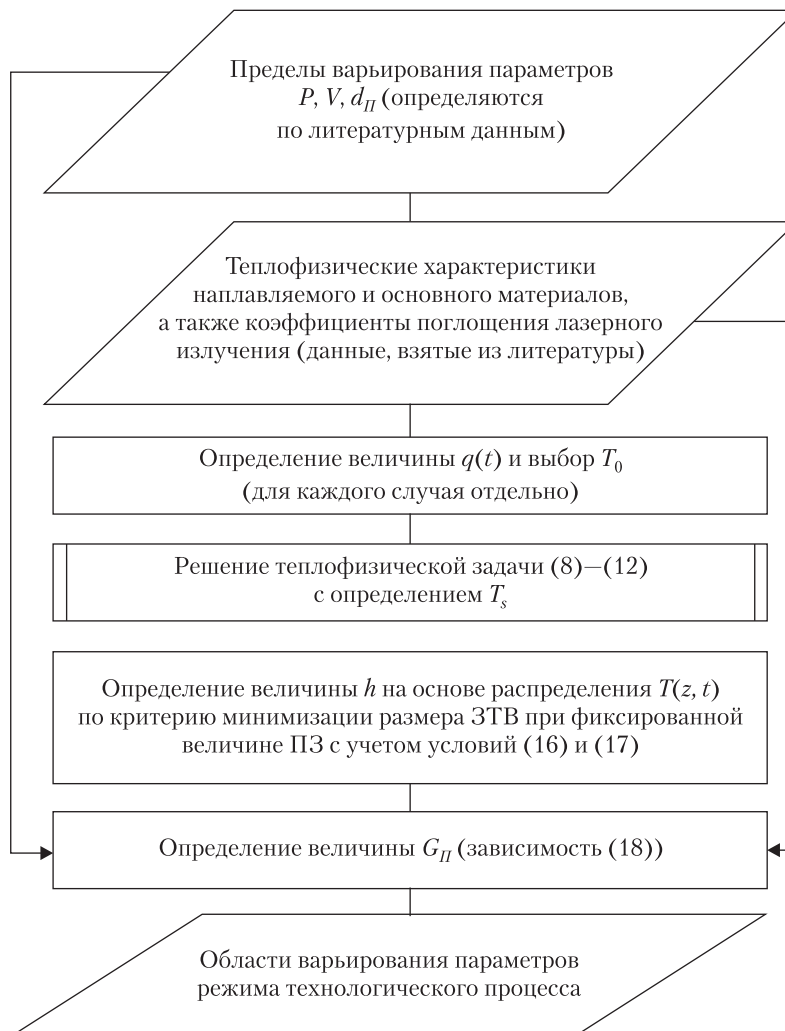 Пределы варьирования параметров
P, V, d_П (определяются
по литературным данным)
Теплофизические характеристики
наплавляемого и основного материалов,
а также коэффициенты поглощения лазерного
излучения (данные, взятые из литературы)
Определение величины q(t) и выбор T_0
(для каждого случая отдельно)
Решение теплофизической задачи (8)–(12)
с определением T_s
Определение величины h на основе распределения T(z, t)
по критерию минимизации размера ЗТВ при фиксированной
величине ПЗ с учетом условий (16) и (17)
Определение величины G_П (зависимость (18))
Области варьирования параметров
режима технологического процесса